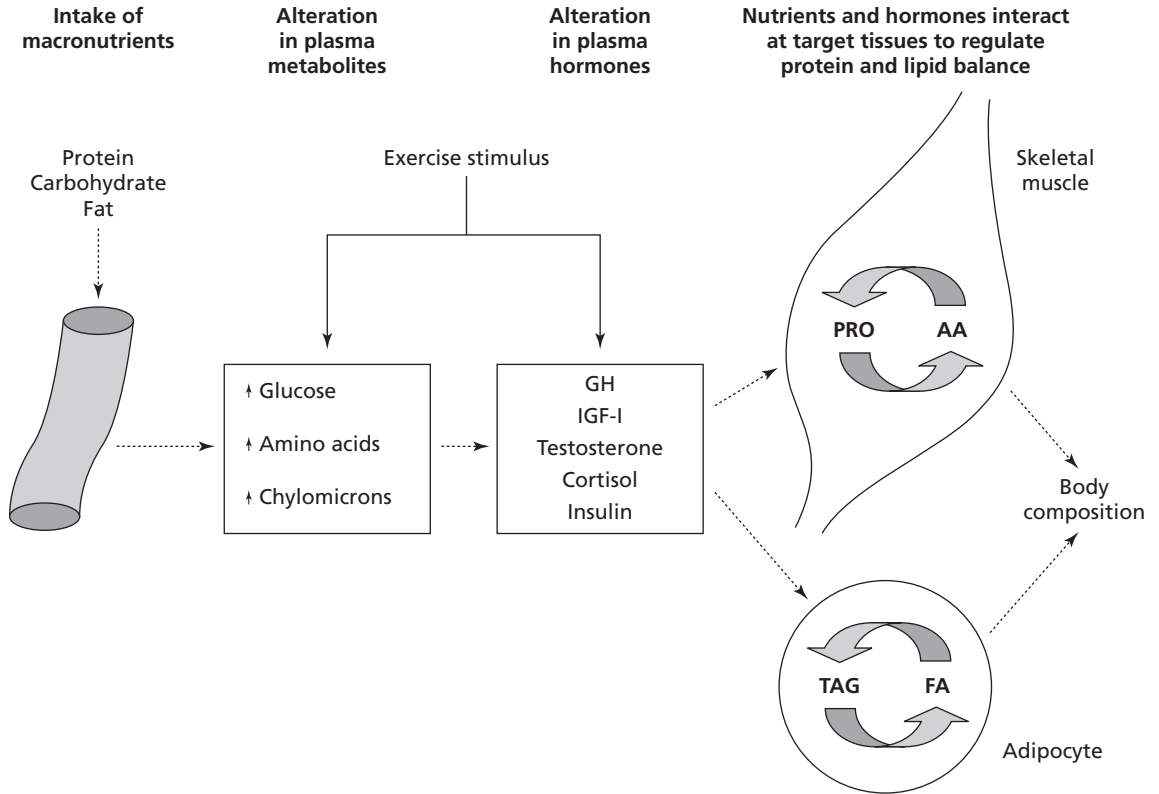 Intake of
macronutrients
Alteration
in plasma
metabolites
Alteration
in plasma
hormones
Nutrients and hormones interact
at target tissues to regulate
protein and lipid balance
Protein
Carbohydrate
Fat
Exercise stimulus
Skeletal
muscle
PRO AA
Glucose
Amino acids
Chylomicrons
GH
IGF-I
Testosterone
Cortisol
Insulin
Body
composition
TAG FA
Adipocyte